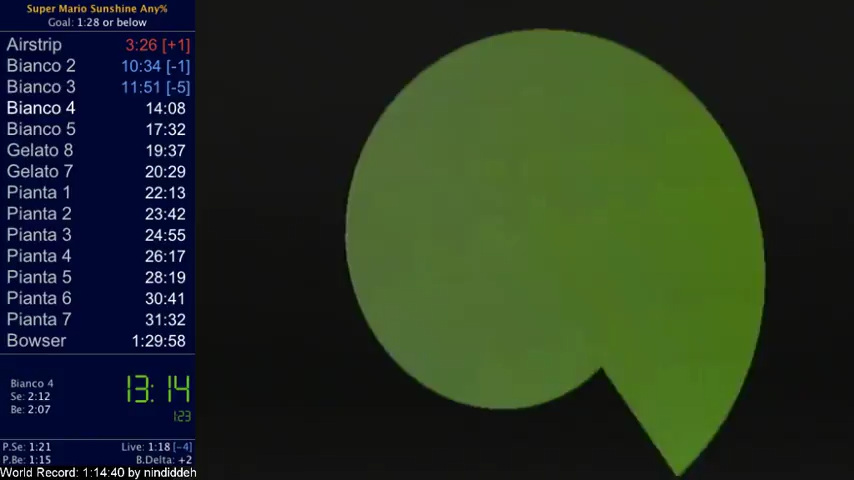 Super Mario Sunshine Any%
Goal: 1:28 or below
Airstrip 3:26 [+1]
Bianco 2 10:34 [-1]
Bianco 3 11:51 [-5]
Bianco 4 14:08
Bianco 5 17:32
Gelato 8 19:37
Gelato 7 20:29
Pianta 1 22:13
Pianta 2 23:42
Pianta 3 24:55
Pianta 4 26:17
Pianta 5 28:19
Pianta 6 30:41
Pianta 7 31:32
Bowser 1:29:58
Bianco 4
Se: 2:12
Be: 2:07
13:14
123
P.Se: 1:21 Live: 1:18 [-4]
P.Be: 1:15 B.Delta: +2
World Record: 1:14:40 by nindiddeh